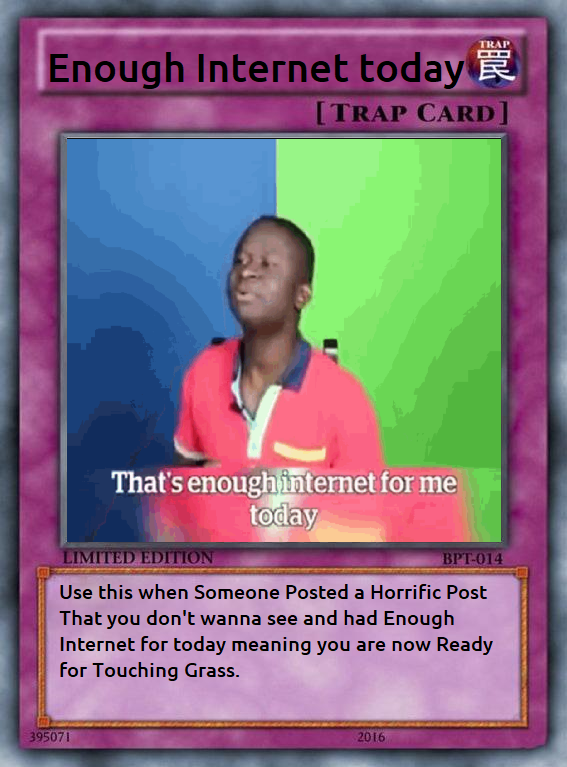 Enough Internet today
TRAP
罠
[TRAP CARD]
That's enough internet for me
today
LIMITED EDITION
BPT-014
Use this when Someone Posted a Horrific Post
That you don't wanna see and had Enough
Internet for today meaning you are now Ready
for Touching Grass.
395071
2016